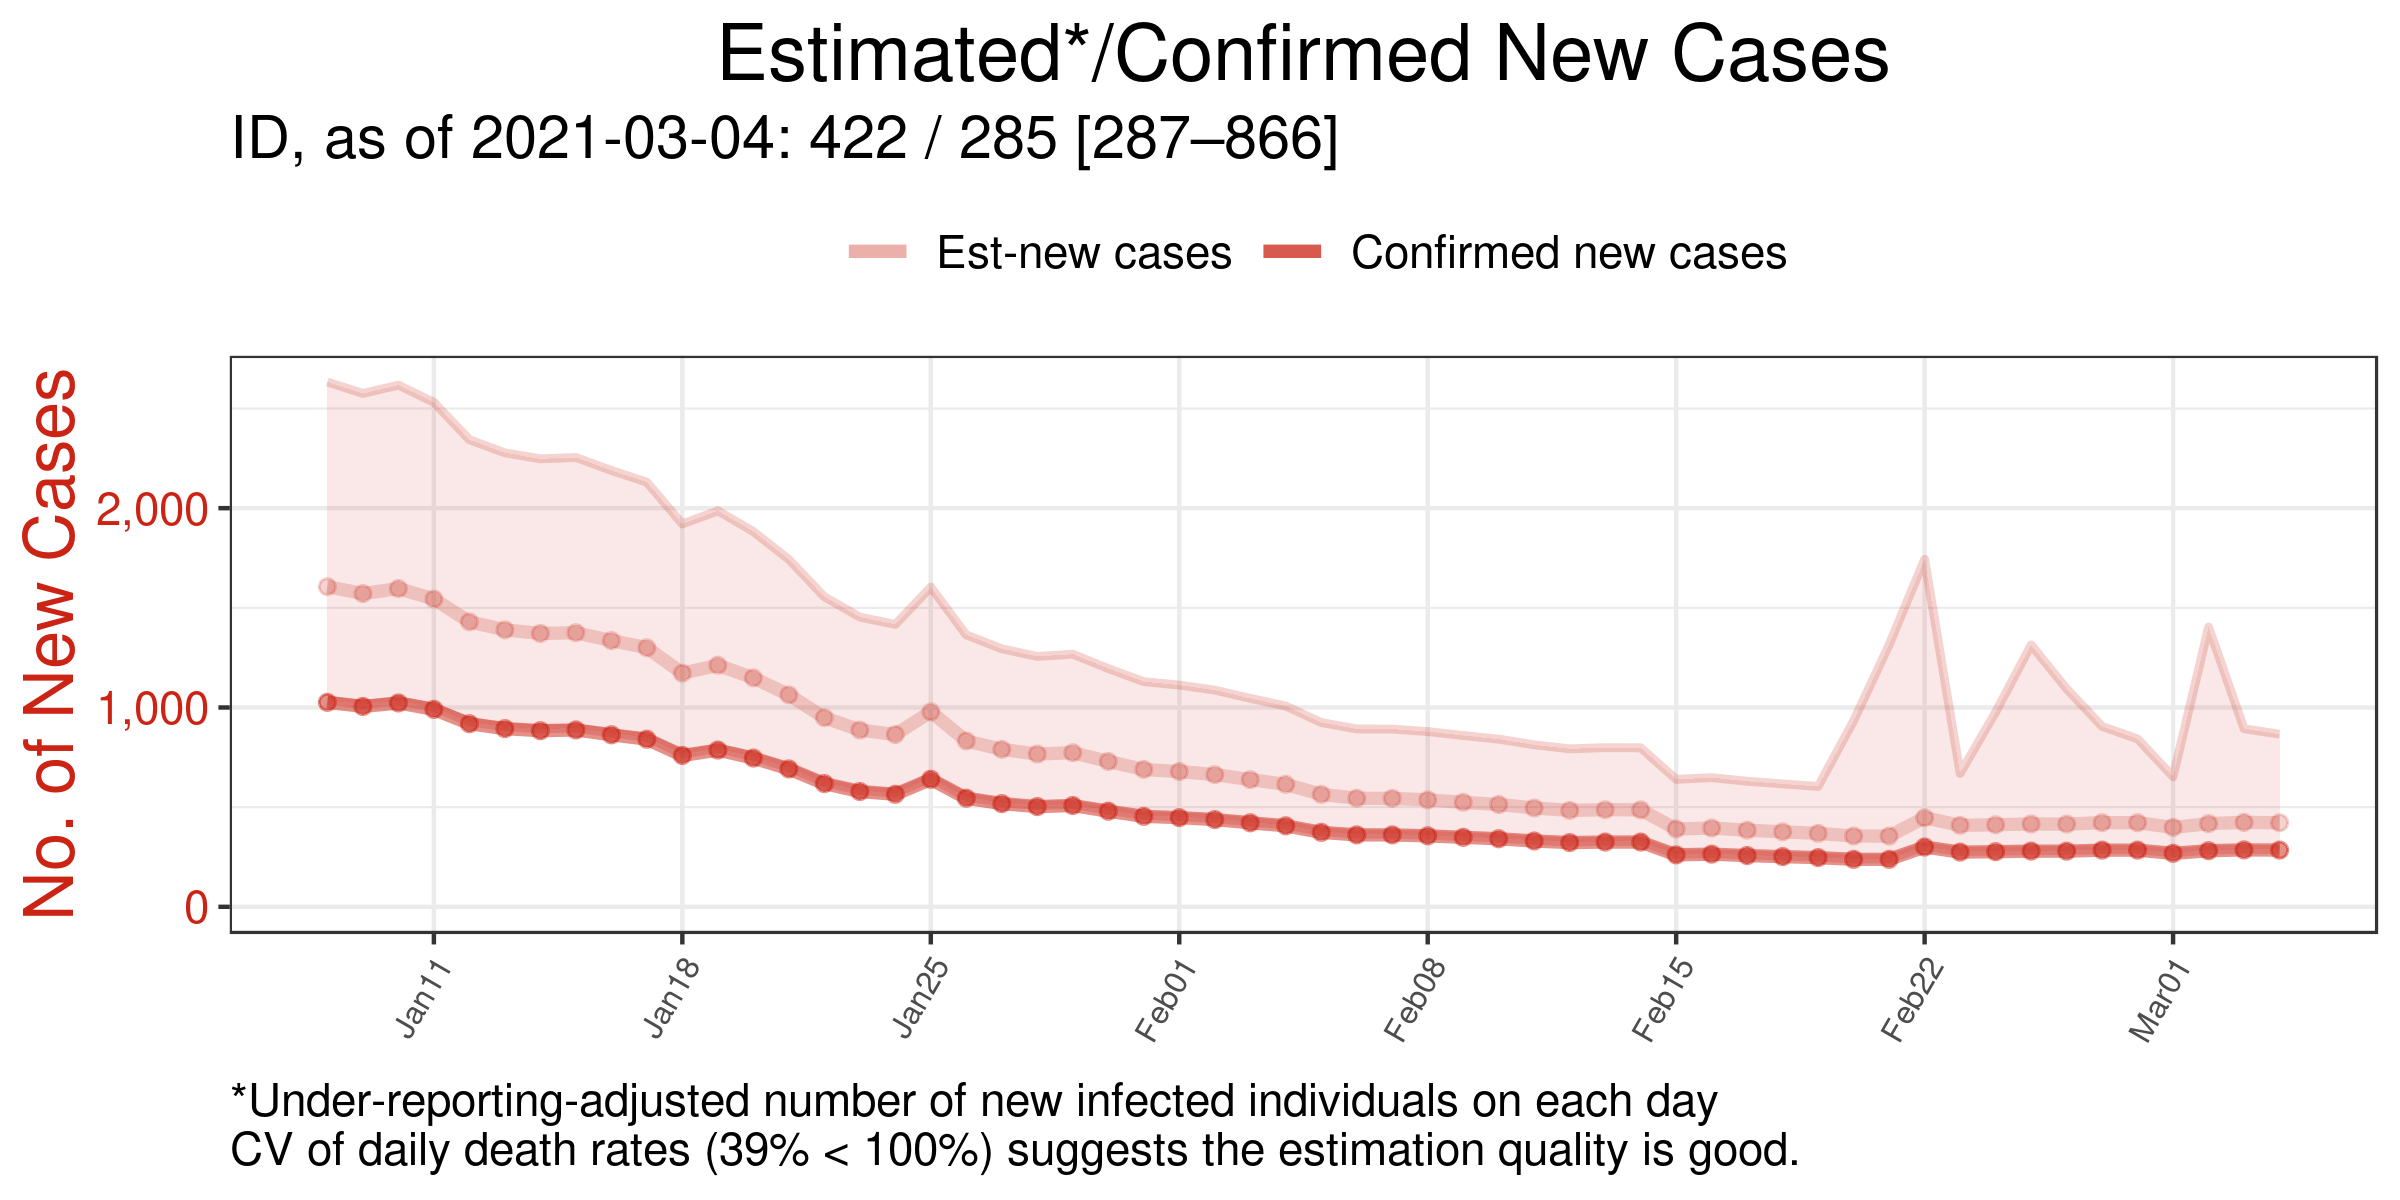 Estimated*/Confirmed New Cases
ID, as of 2021-03-04: 422 / 285 [287–866]
Est-new cases
Confirmed new cases
No. of New Cases
2,000
1,000
0
Jan11
Jan18
Jan25
Feb01
Feb08
Feb15
Feb22
Mar01
*Under-reporting-adjusted number of new infected individuals on each day
CV of daily death rates (39% < 100%) suggests the estimation quality is good.